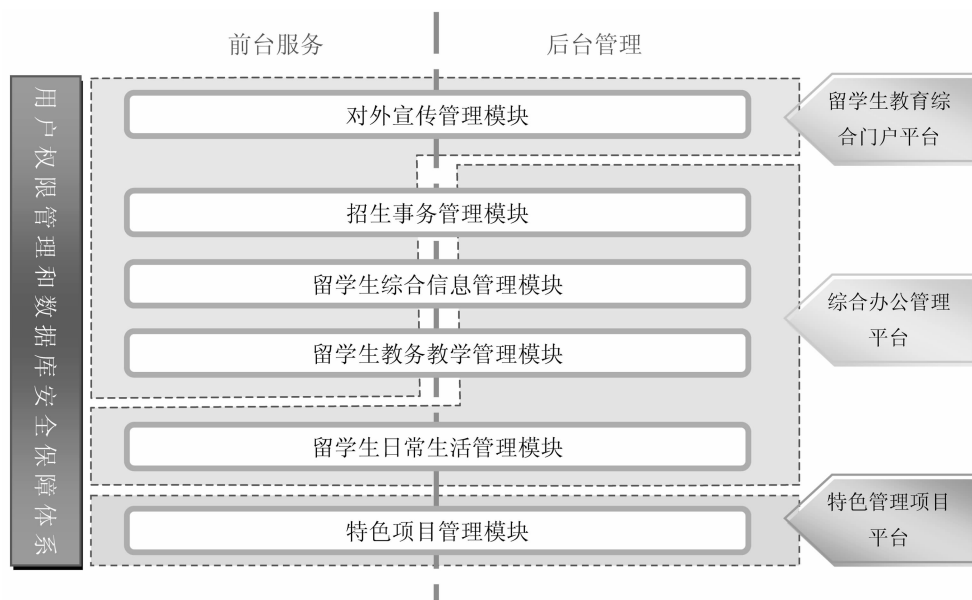 前台服务
后台管理
用户权限管理和数据库安全保障体系
对外宣传管理模块
招生事务管理模块
留学生综合信息管理模块
留学生教务教学管理模块
留学生日常生活管理模块
特色项目管理模块
留学生教育综
合门户平台
综合办公管理
平台
特色管理项目
平台